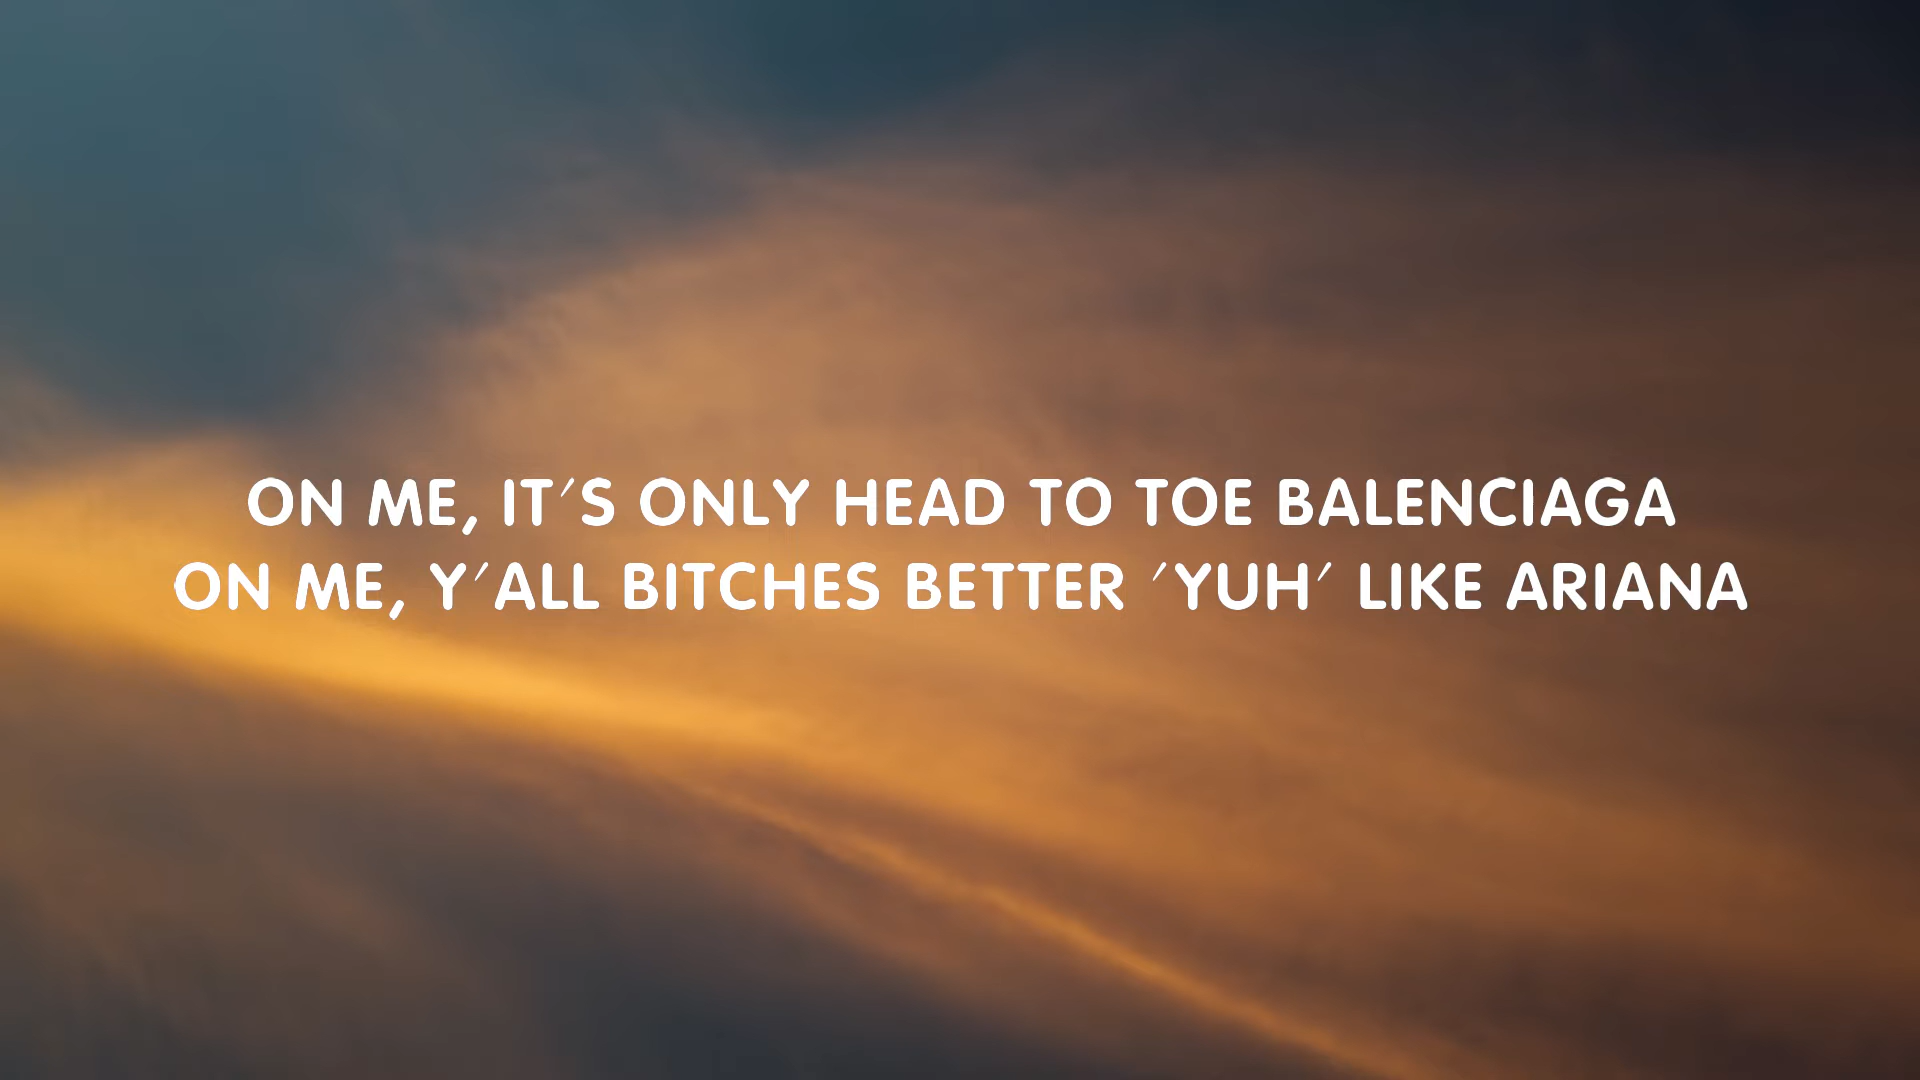 ON ME, IT'S ONLY HEAD TO TOE BALENCIAGA
ON ME, Y'ALL BITCHES BETTER 'YUH' LIKE ARIANA